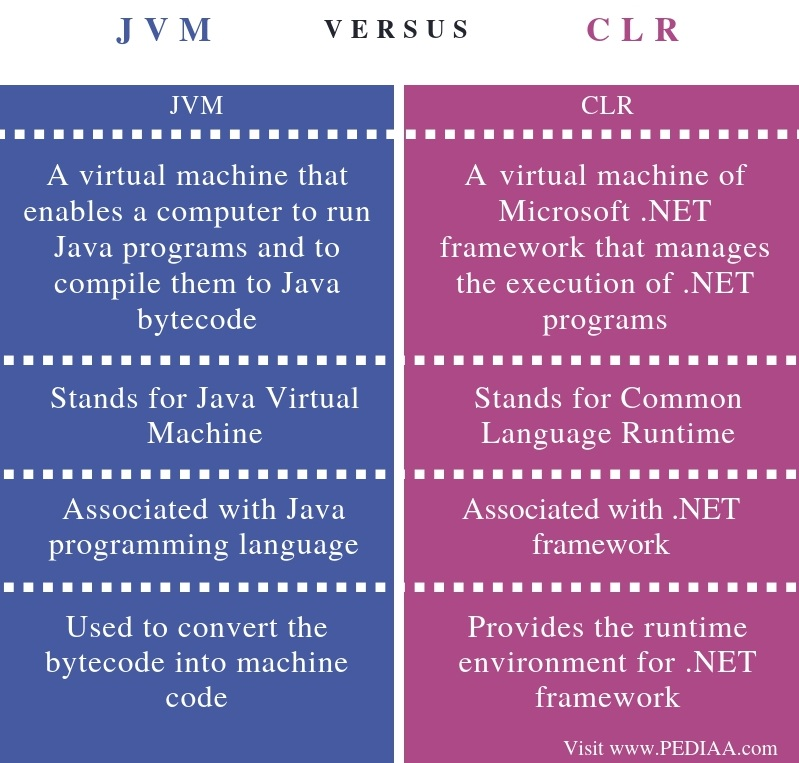 JVM VERSUS CLR
JVM
A virtual machine that
enables a computer to run
Java programs and to
compile them to Java
bytecode
Stands for Java Virtual
Machine
Associated with Java
programming language
Used to convert the
bytecode into machine
code
CLR
A virtual machine of
Microsoft .NET
framework that manages
the execution of .NET
programs
Stands for Common
Language Runtime
Associated with .NET
framework
Provides the runtime
environment for .NET
framework
Visit www.PEDIAA.com